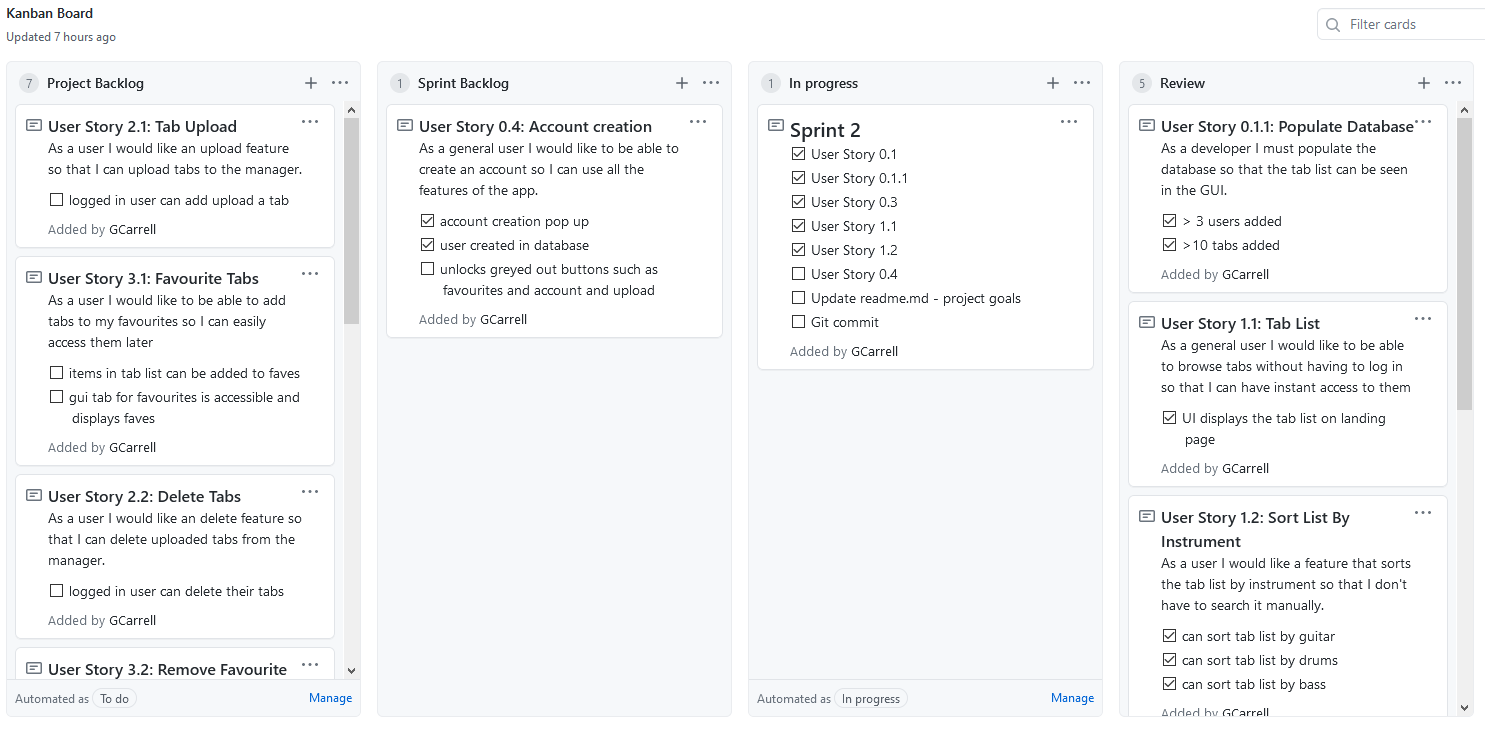 Kanban Board
Updated 7 hours ago
Filter cards
7 Project Backlog
User Story 2.1: Tab Upload
As a user I would like an upload feature
so that I can upload tabs to the manager.
logged in user can add upload a tab
Added by GCarrell
User Story 3.1: Favourite Tabs
As a user I would like to be able to add
tabs to my favourites so I can easily
access them later
items in tab list can be added to faves
gui tab for favourites is accessible and
displays faves
Added by GCarrell
User Story 2.2: Delete Tabs
As a user I would like an delete feature so
that I can delete uploaded tabs from the
manager.
logged in user can delete their tabs
Added by GCarrell
User Story 3.2: Remove Favourite
Automated as To do Manage
1 Sprint Backlog
User Story 0.4: Account creation
As a general user I would like to be able to
create an account so I can use all the
features of the app.
account creation pop up
user created in database
unlocks greyed out buttons such as
favourites and account and upload
Added by GCarrell
1 In progress
Sprint 2
User Story 0.1
User Story 0.1.1
User Story 0.3
User Story 1.1
User Story 1.2
User Story 0.4
Update readme.md - project goals
Git commit
Added by GCarrell
Automated as In progress Manage
5 Review
User Story 0.1.1: Populate Database
As a developer I must populate the
database so that the tab list can be seen
in the GUI.
> 3 users added
>10 tabs added
Added by GCarrell
User Story 1.1: Tab List
As a general user I would like to be able
to browse tabs without having to log in
so that I can have instant access to them
UI displays the tab list on landing
page
Added by GCarrell
User Story 1.2: Sort List By
Instrument
As a user I would like a feature that sorts
the tab list by instrument so that I don't
have to search it manually.
can sort tab list by guitar
can sort tab list by drums
can sort tab list by bass
Added by GCarrell